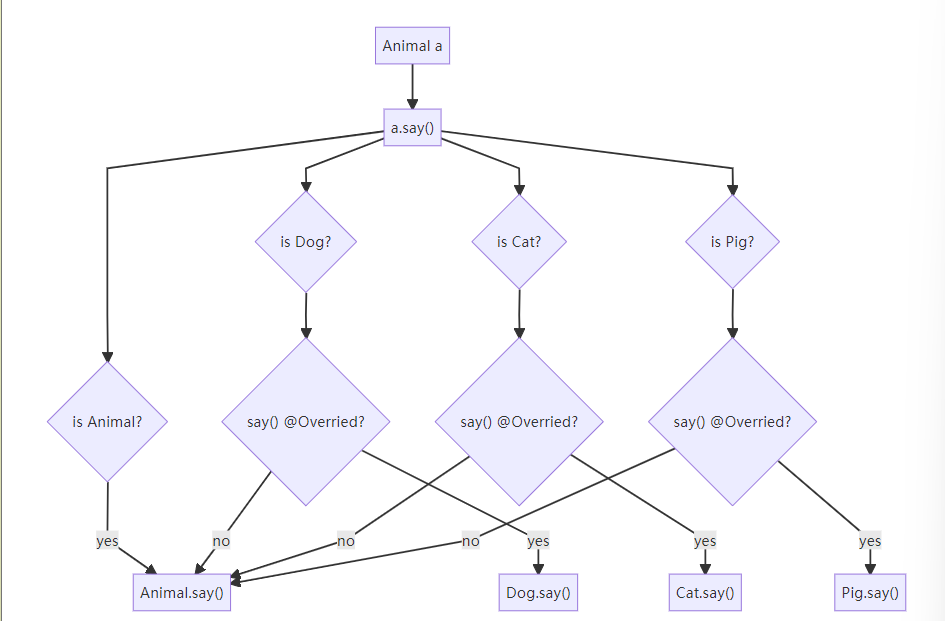 Animal a
a.say()
is Dog?
is Cat?
is Pig?
is Animal?
say() @Overried?
say() @Overried?
say() @Overried?
yes
no
no
no
yes
yes
yes
Animal.say()
Dog.say()
Cat.say()
Pig.say()